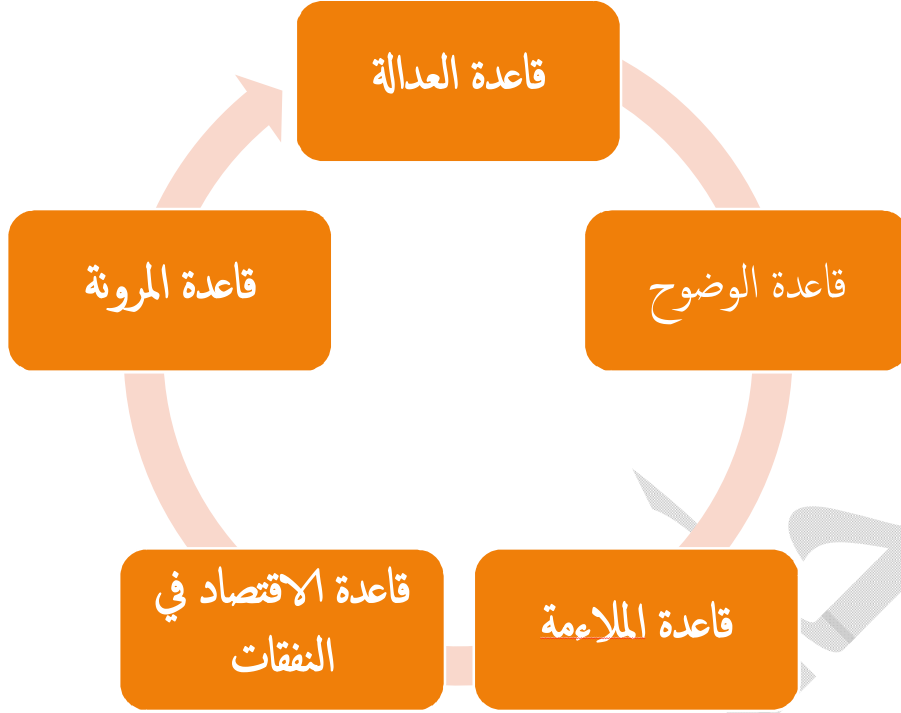 قاعدة العدالة
قاعدة الوضوح
قاعدة الملاءمة
قاعدة الاقتصاد في
النفقات
قاعدة المرونة